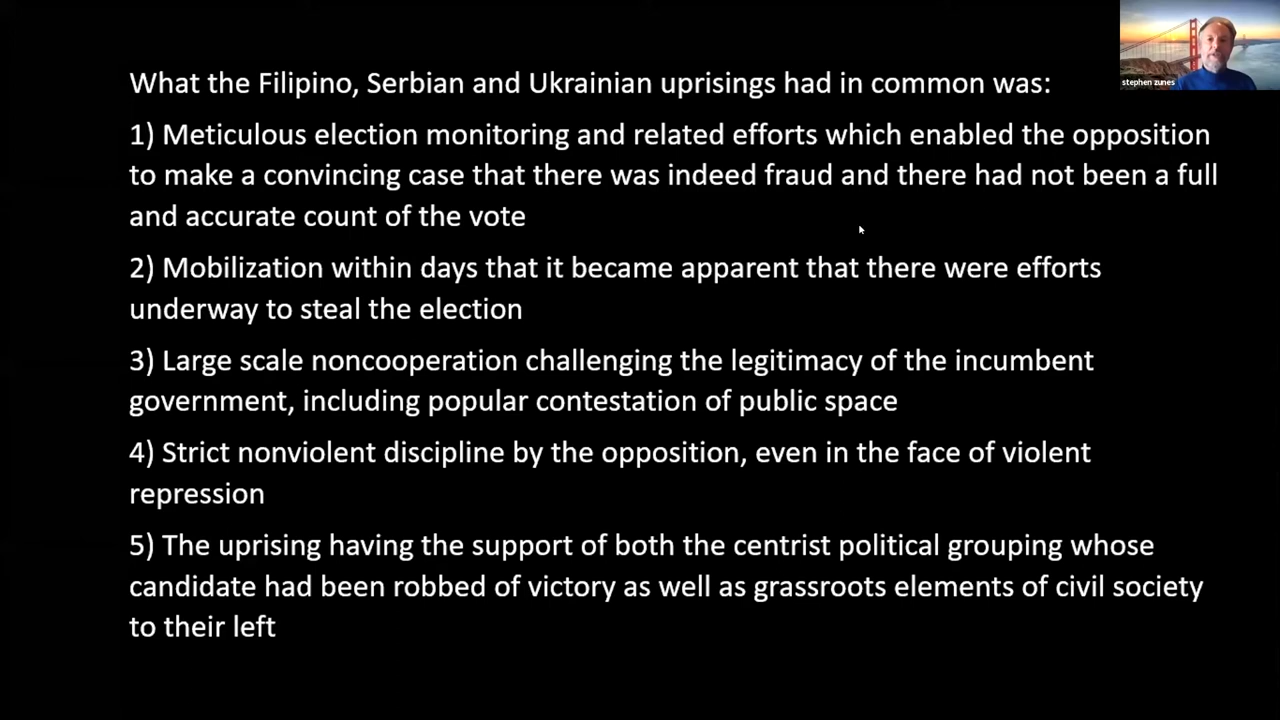 stephen zunes
What the Filipino, Serbian and Ukrainian uprisings had in common was:
1) Meticulous election monitoring and related efforts which enabled the opposition
to make a convincing case that there was indeed fraud and there had not been a full
and accurate count of the vote
2) Mobilization within days that it became apparent that there were efforts
underway to steal the election
3) Large scale noncooperation challenging the legitimacy of the incumbent
government, including popular contestation of public space
4) Strict nonviolent discipline by the opposition, even in the face of violent
repression
5) The uprising having the support of both the centrist political grouping whose
candidate had been robbed of victory as well as grassroots elements of civil society
to their left